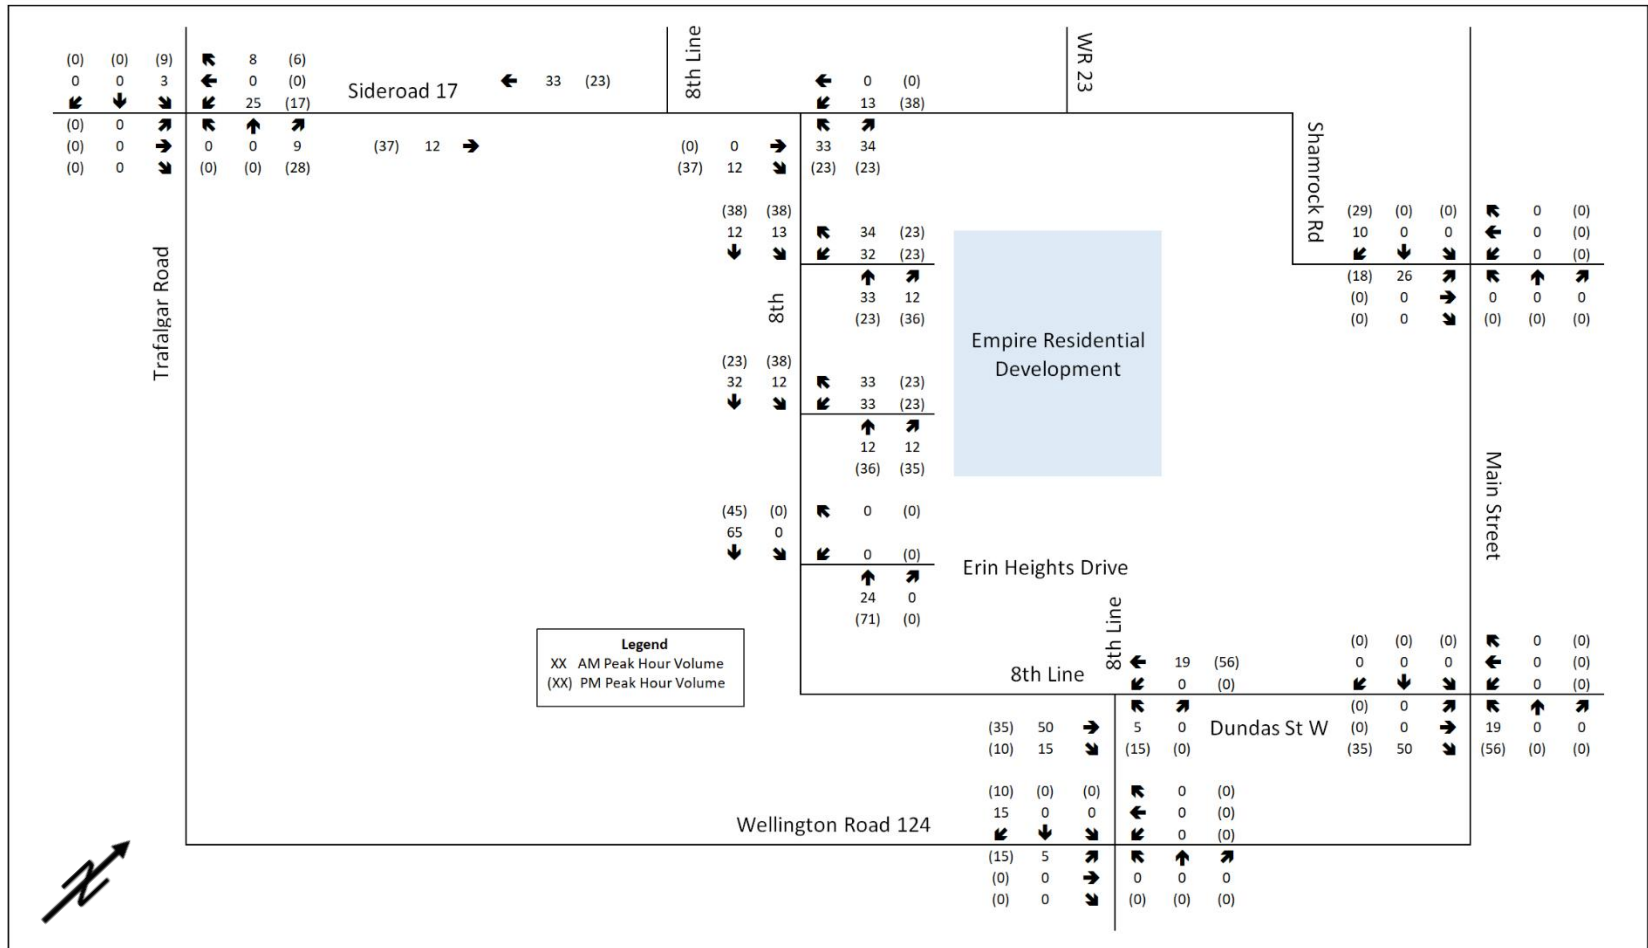 (0) (0) (9) 8 (6)
0 0 3 0 (0)
25 (17)
Sideroad 17
33 (23)
8th Line
WR 23
(0) 0
(0) 0 0 0 9
(0) 0 (0) (0) (28)
(37) 12
0 (0)
13 (38)
(0) 0 33 34
(37) 12 (23) (23)
Trafalgar Road
(38) (38)
12 13 34 (23)
32 (23)
33 12
(23) (36)
8th
Empire Residential
Development
Shamrock Rd
(29) (0) (0) 0 (0)
10 0 0 0 (0)
0 (0)
(18) 26
(0) 0 0 0 0
(0) 0 (0) (0) (0)
(23) (38)
32 12 33 (23)
33 (23)
12 12
(36) (35)
Main Street
(45) (0) 0 (0)
65 0
0 (0)
Erin Heights Drive
24 0
(71) (0)
Legend
XX AM Peak Hour Volume
(XX) PM Peak Hour Volume
8th Line
8th Line
19 (56)
0 (0)
(35) 50 5 0
(10) 15 (15) (0)
Dundas St W
(0) (0) (0) 0 (0)
0 0 0 0 (0)
0 (0)
(0) 0
(0) 0 19 0 0
(35) 50 (56) (0) (0)
Wellington Road 124
(10) (0) (0) 0 (0)
15 0 0 0 (0)
0 (0)
(15) 5
(0) 0 0 0 0
(0) 0 (0) (0) (0)